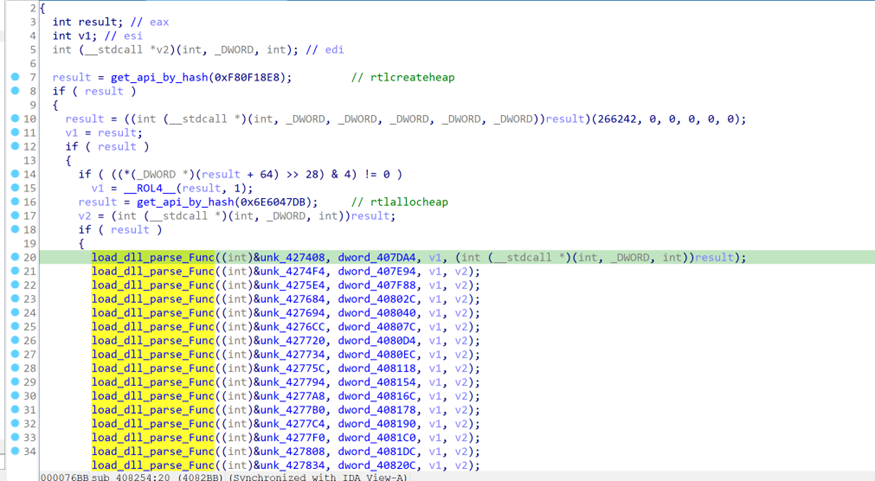 2 {
3 int result; // eax
4 int v1; // esi
5 int (__stdcall *v2)(int, _DWORD, int); // edi
6
7 result = get_api_by_hash(0xF80F18E8); // rtlcreateheap
8 if ( result )
9 {
10 result = ((int (__stdcall *)(int, _DWORD, _DWORD, _DWORD, _DWORD, _DWORD))result)(266242, 0, 0, 0, 0, 0);
11 v1 = result;
12 if ( result )
13 {
14 if ( ((*(_DWORD *)(result + 64) >> 28) & 4) != 0 )
15 v1 = __ROL4__(result, 1);
16 result = get_api_by_hash(0x6E6047DB); // rtlallocheap
17 v2 = (int (__stdcall *)(int, _DWORD, int))result;
18 if ( result )
19 {
20 load_dll_parse_Func((int)&unk_427408, dword_407DA4, v1, (int (__stdcall *)(int, _DWORD, int))result);
21 load_dll_parse_Func((int)&unk_4274F4, dword_407E94, v1, v2);
22 load_dll_parse_Func((int)&unk_4275E4, dword_407F88, v1, v2);
23 load_dll_parse_Func((int)&unk_427684, dword_40802C, v1, v2);
24 load_dll_parse_Func((int)&unk_427694, dword_408040, v1, v2);
25 load_dll_parse_Func((int)&unk_4276CC, dword_40807C, v1, v2);
26 load_dll_parse_Func((int)&unk_427720, dword_4080D4, v1, v2);
27 load_dll_parse_Func((int)&unk_427734, dword_4080EC, v1, v2);
28 load_dll_parse_Func((int)&unk_42775C, dword_408118, v1, v2);
29 load_dll_parse_Func((int)&unk_427794, dword_408154, v1, v2);
30 load_dll_parse_Func((int)&unk_4277A8, dword_40816C, v1, v2);
31 load_dll_parse_Func((int)&unk_4277B0, dword_408178, v1, v2);
32 load_dll_parse_Func((int)&unk_4277C4, dword_408190, v1, v2);
33 load_dll_parse_Func((int)&unk_4277F0, dword_4081C0, v1, v2);
34 load_dll_parse_Func((int)&unk_427808, dword_4081DC, v1, v2);
load_dll_parse_Func((int)&unk_427834, dword_40820C, v1, v2);
000076BB sub_408254:20 (4082BB) (Synchronized with IDA View-A)